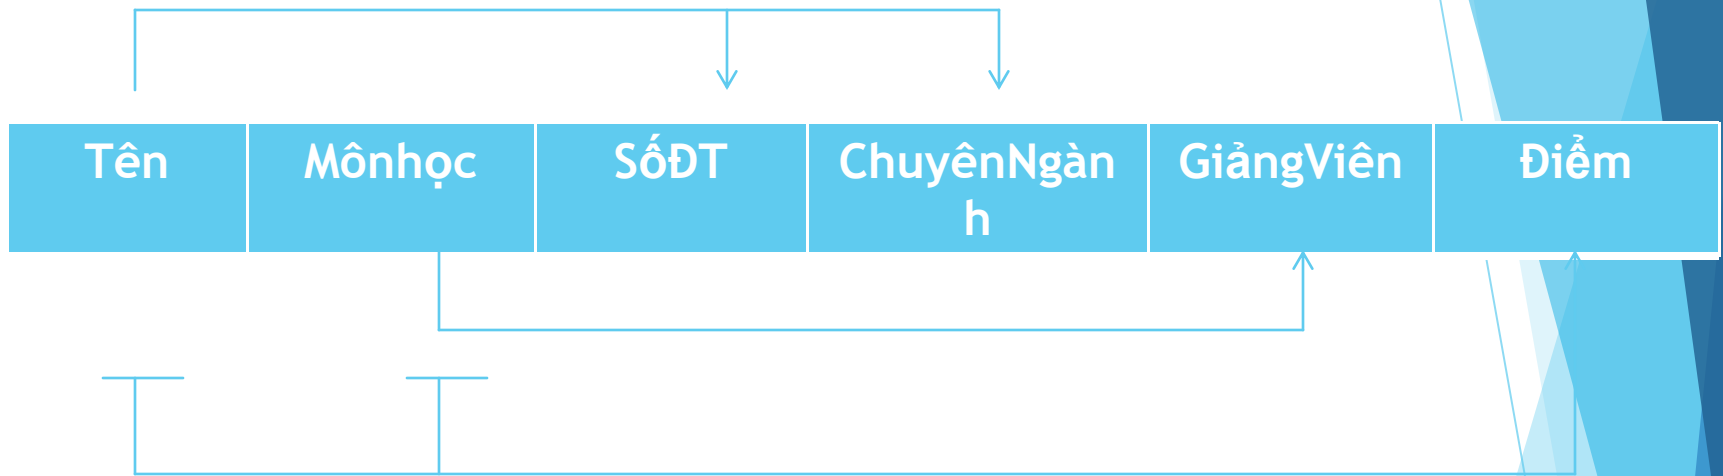 Tên
Mônhọc
SốĐT
ChuyênNgàn
h
GiảngViên
Điểm